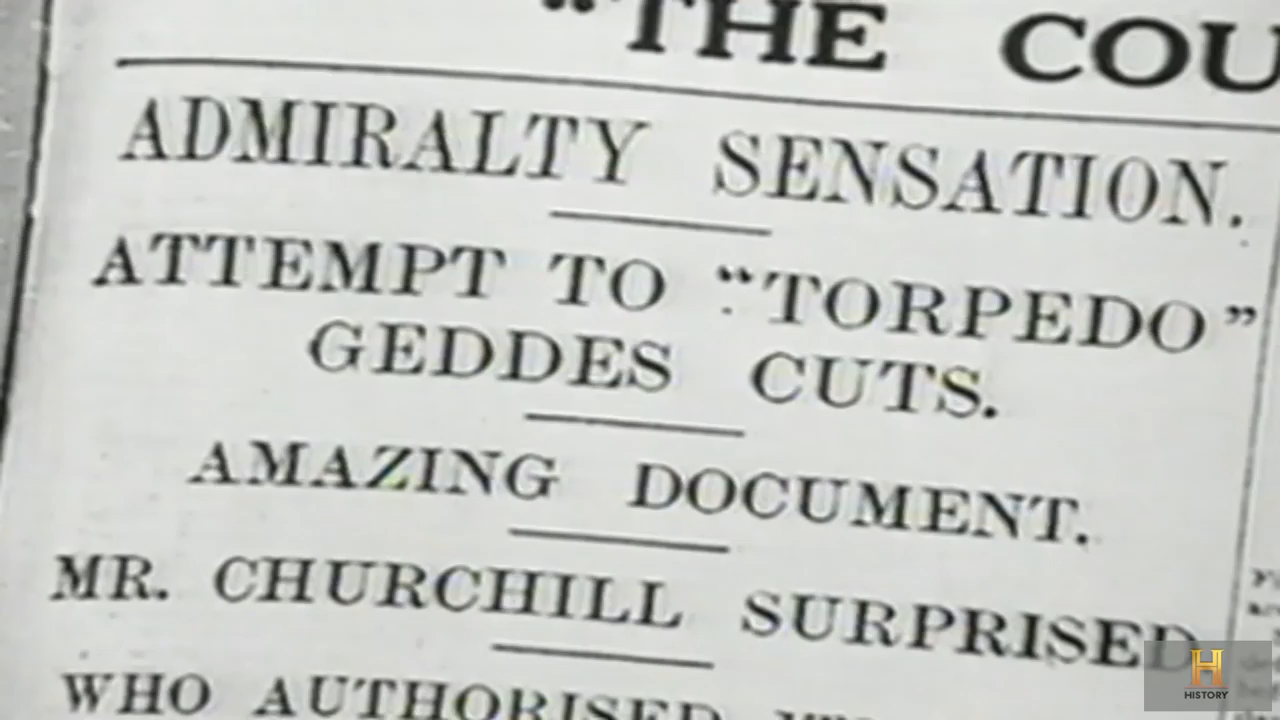 "THE COU
ADMIRALTY SENSATION.
ATTEMPT TO "TORPEDO"
GEDDES CUTS.
AMAZING DOCUMENT.
MR. CHURCHILL SURPRISED
WHO AUTHORISED
HISTORY